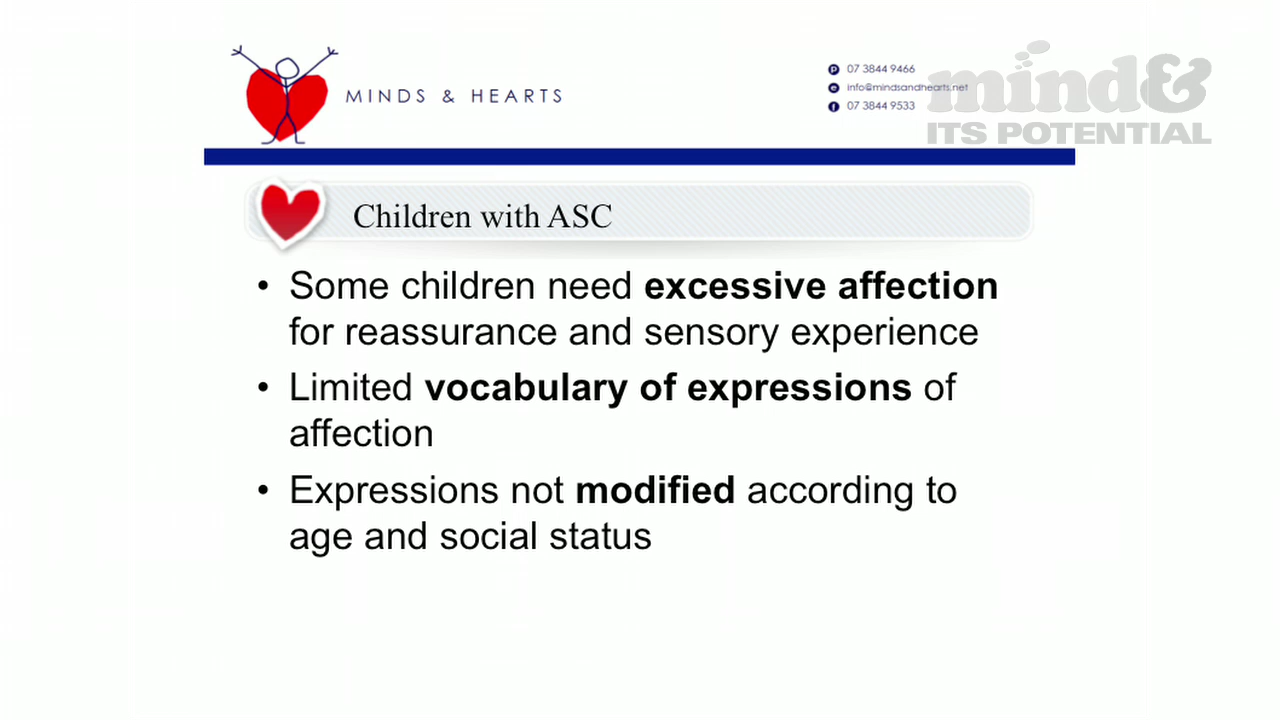 MINDS & HEARTS
p 07 3844 9466
e info@mindsandhearts.net
f 07 3844 9533
mind&
ITS POTENTIAL
Children with ASC
• Some children need excessive affection
for reassurance and sensory experience
• Limited vocabulary of expressions of
affection
• Expressions not modified according to
age and social status